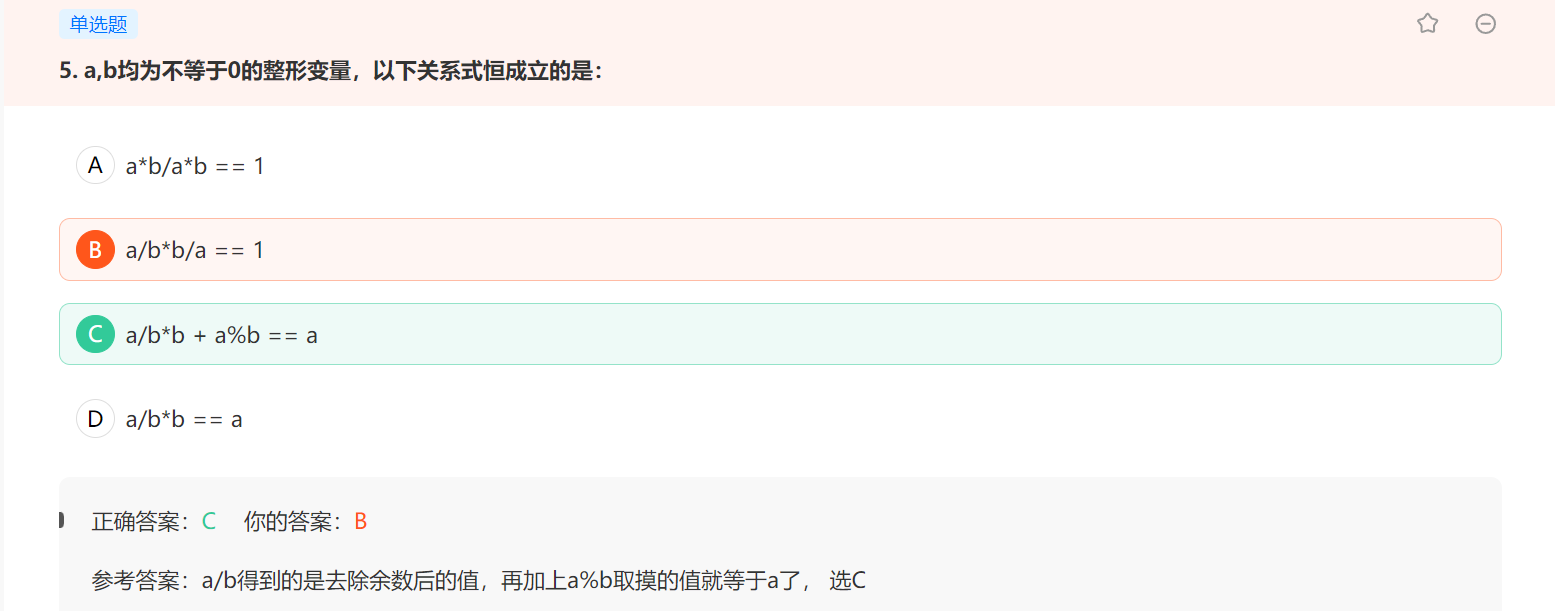 单选题
5. a,b均为不等于0的整形变量，以下关系式恒成立的是：
A a*b/a*b == 1
B a/b*b/a == 1
C a/b*b + a%b == a
D a/b*b == a
正确答案：C 你的答案：B
参考答案：a/b得到的是去除余数后的值，再加上a%b取摸的值就等于a了， 选C